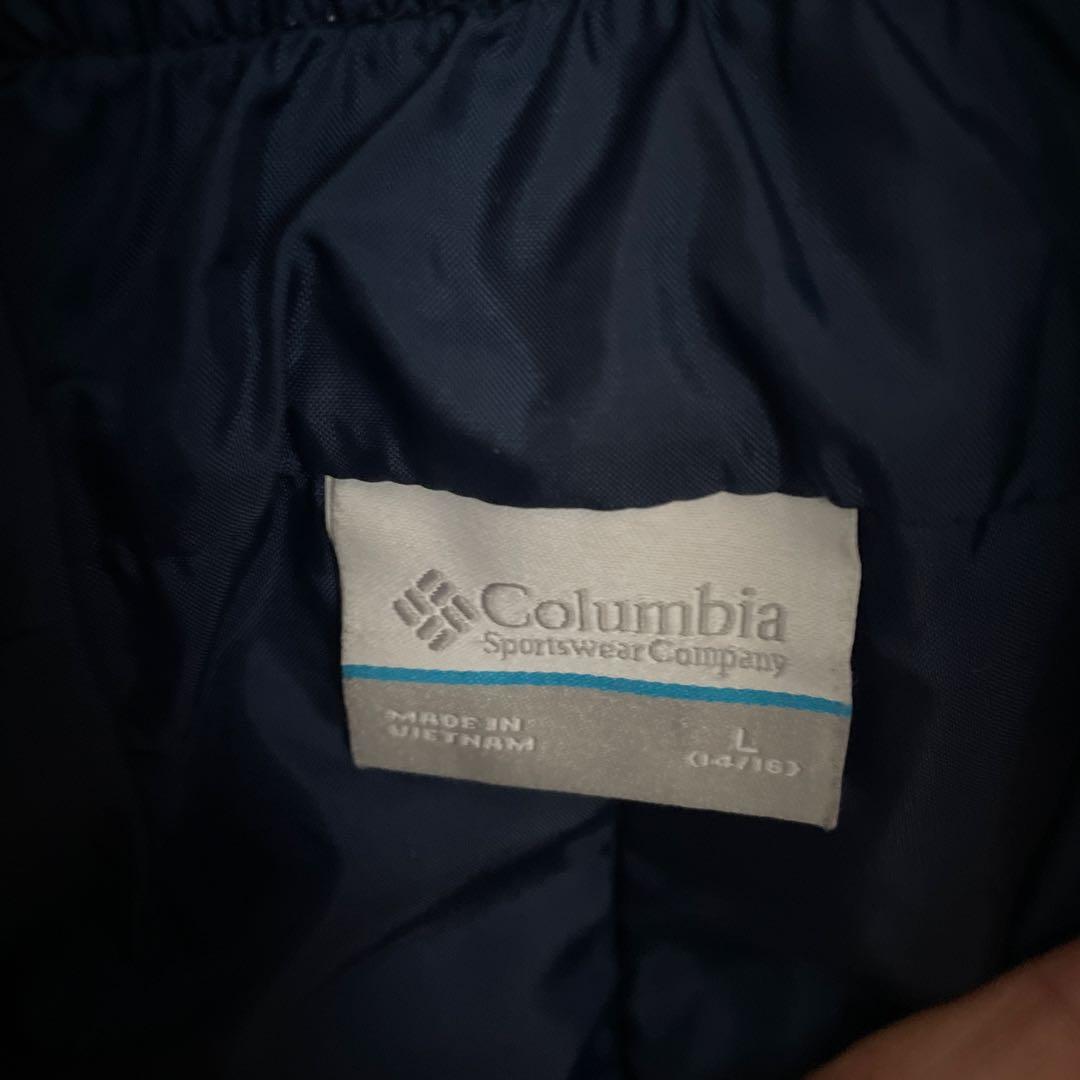 Columbia
Sportswear Company
MADE IN
VIETNAM
L
(14/16)